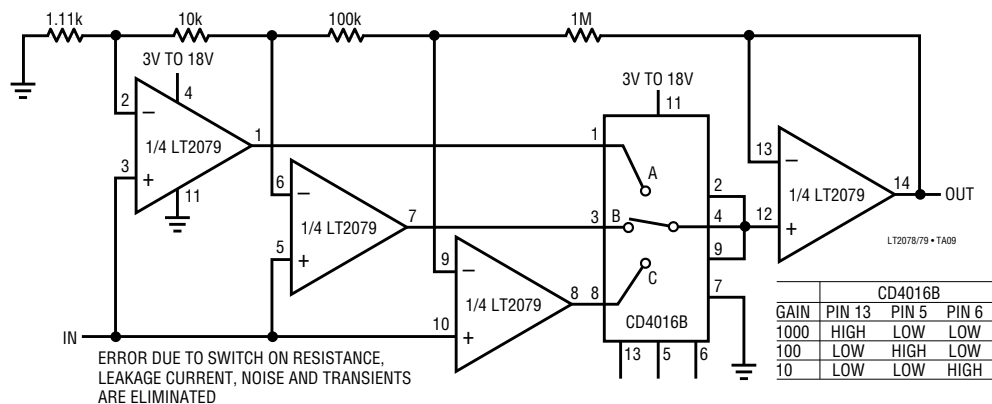 1.11k 10k 100k 1M
3V TO 18V
4
2
1/4 LT2079
1
3
11
3V TO 18V
11
1
A
6
1/4 LT2079
7
5
3
B
2
4
9
13
1/4 LT2079
14
OUT
12
LT2078/79 • TA09
9
1/4 LT2079
8
10
8
C
7
CD4016B
13 5 6
IN
ERROR DUE TO SWITCH ON RESISTANCE,
LEAKAGE CURRENT, NOISE AND TRANSIENTS
ARE ELIMINATED
CD4016B
GAIN PIN 13 PIN 5 PIN 6
1000 HIGH LOW LOW
100 LOW HIGH LOW
10 LOW LOW HIGH